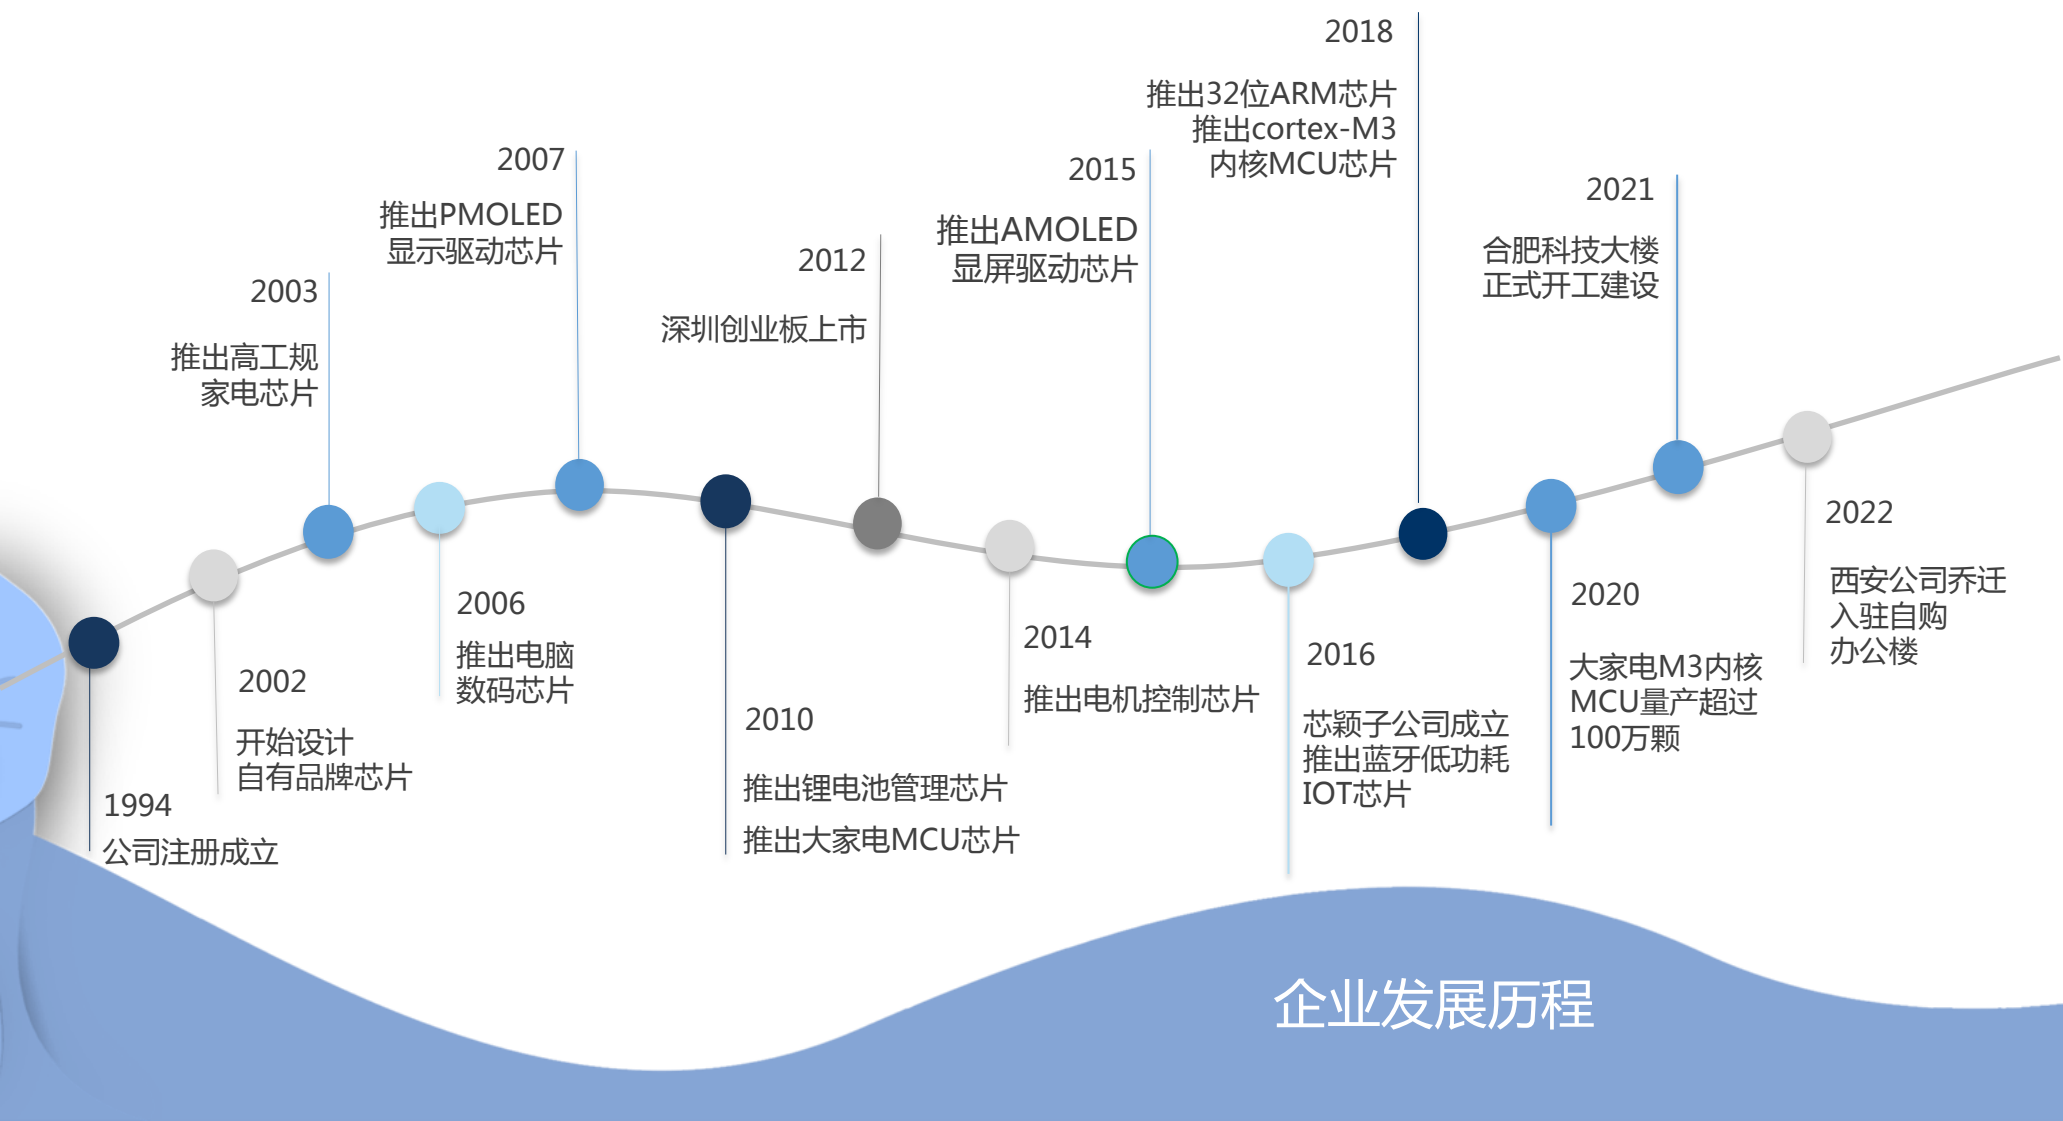 1994
公司注册成立
2002
开始设计
自有品牌芯片
2003
推出高工规
家电芯片
2006
推出电脑
数码芯片
2007
推出PMOLED
显示驱动芯片
2010
推出锂电池管理芯片
推出大家电MCU芯片
2012
深圳创业板上市
2014
推出电机控制芯片
2015
推出AMOLED
显屏驱动芯片
2016
芯颖子公司成立
推出蓝牙低功耗
IOT芯片
2018
推出32位ARM芯片
推出cortex-M3
内核MCU芯片
2020
大家电M3内核
MCU量产超过
100万颗
2021
合肥科技大楼
正式开工建设
2022
西安公司乔迁
入驻自购
办公楼
企业发展历程